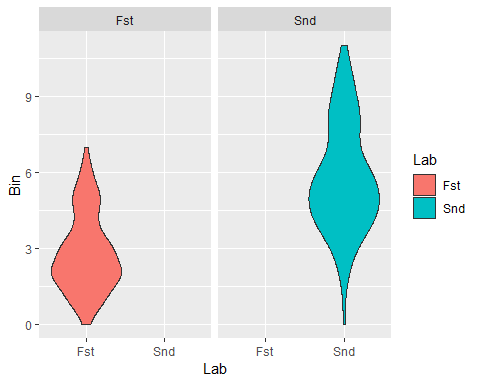 Fst Snd
9
6
3
0
Bin
Fst Snd Fst Snd
Lab
Lab
Fst
Snd